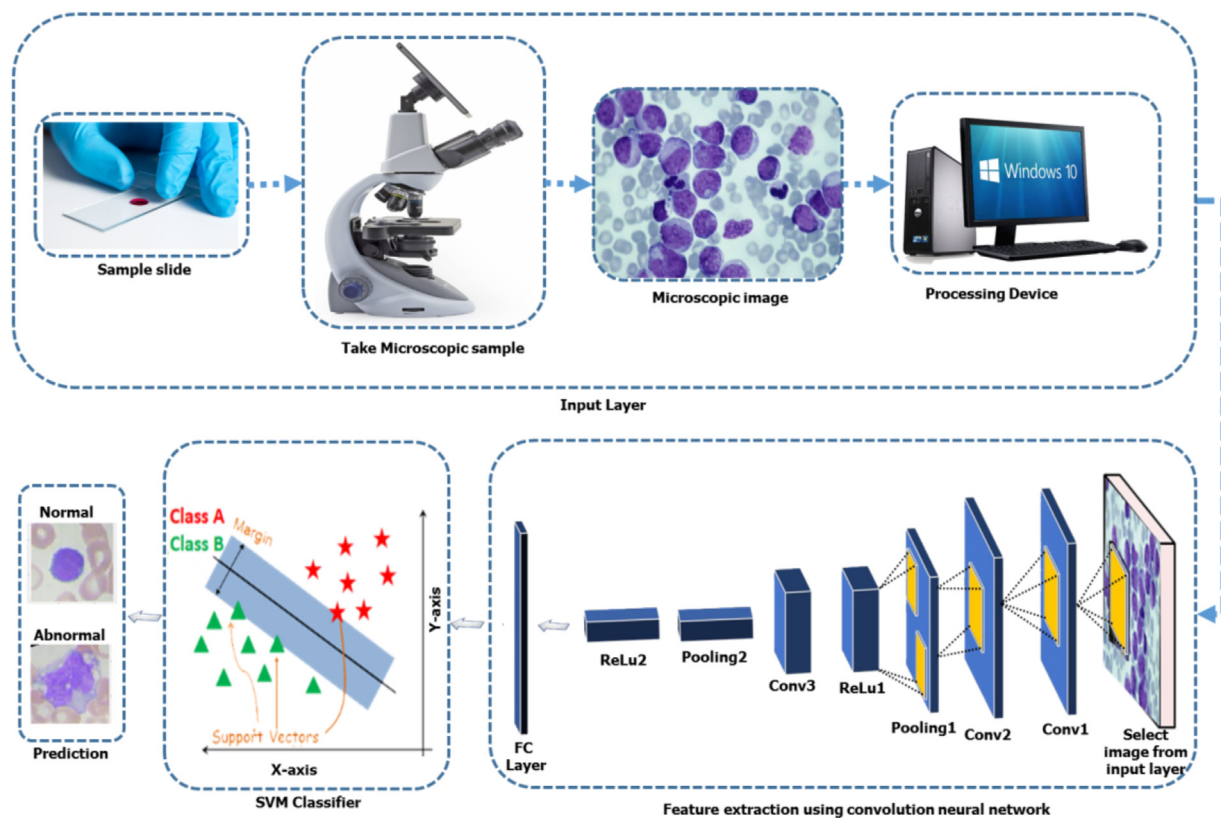 Windows 10
Sample slide
Take Microscopic sample
Microscopic image
Processing Device
Input Layer
Normal
Abnormal
Prediction
Class A
Class B
Margin
Support Vectors
Y-axis
X-axis
SVM Classifier
FC
Layer
ReLu2
Pooling2
Conv3
ReLu1
Pooling1
Conv2
Conv1
Select
image from
input layer
Feature extraction using convolution neural network